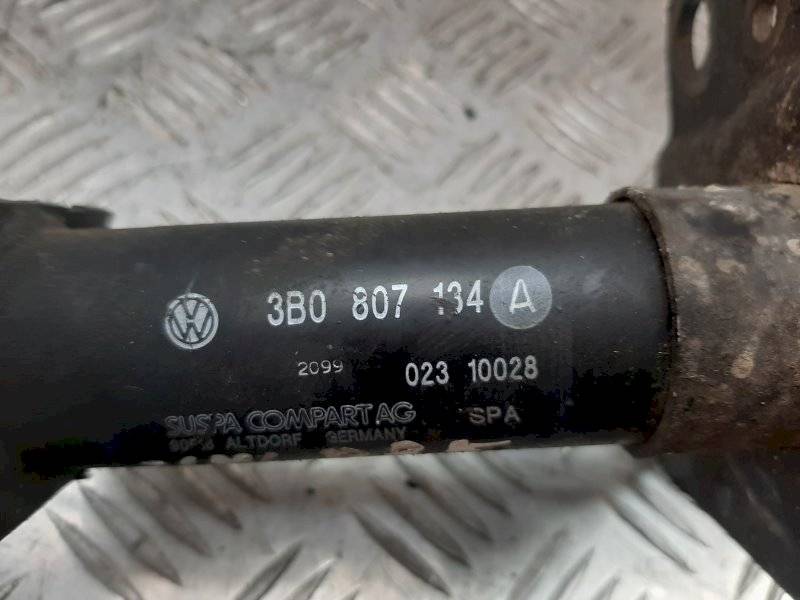 3B0 807 134 A
2099 023 10028
SUSPA COMPART AG SPA
ALTDORF GERMANY